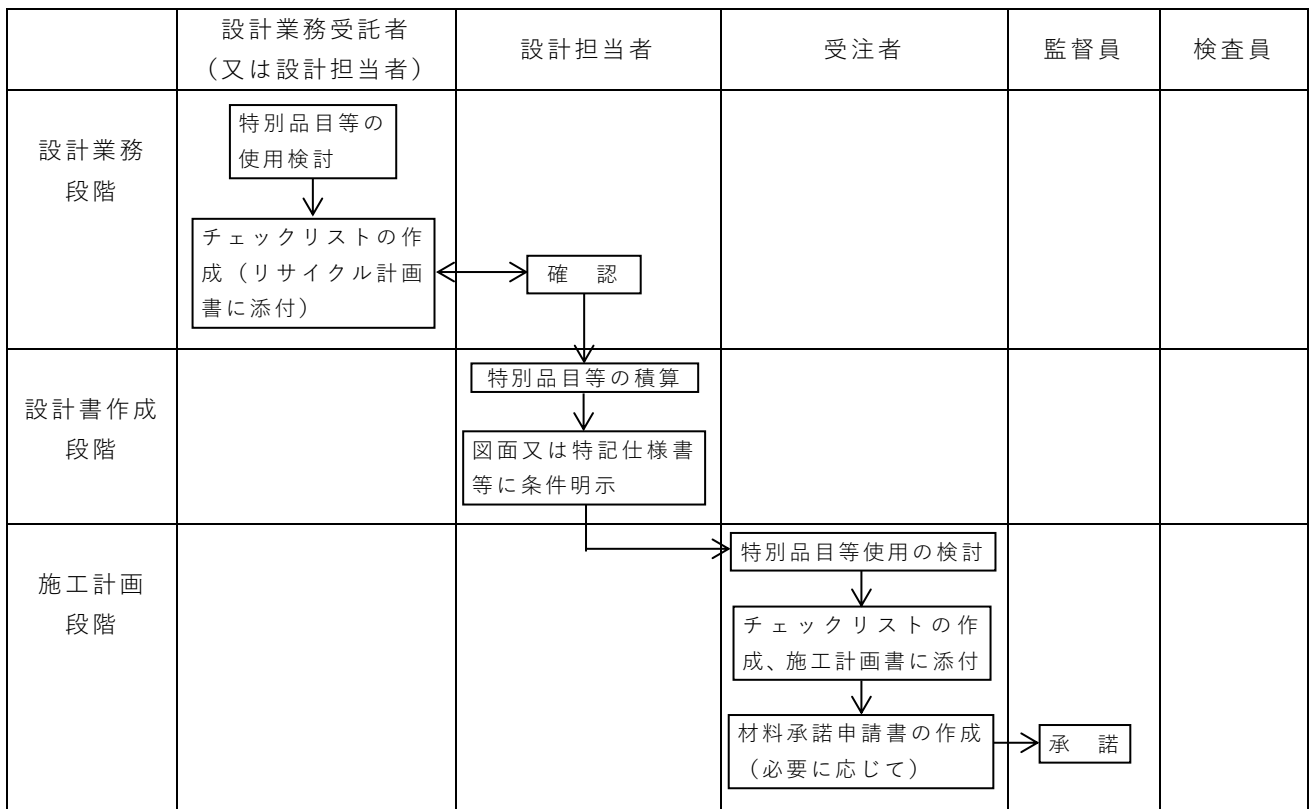 設計業務受託者
（又は設計担当者）
設計担当者
受注者
監督員
検査員
設計業務
段階
特別品目等の
使用検討
チェックリストの作
成（リサイクル計画
書に添付）
確　認
設計書作成
段階
特別品目等の積算
図面又は特記仕様書
等に条件明示
施工計画
段階
特別品目等使用の検討
チェックリストの作
成、施工計画書に添付
材料承諾申請書の作成
（必要に応じて）
承　諾